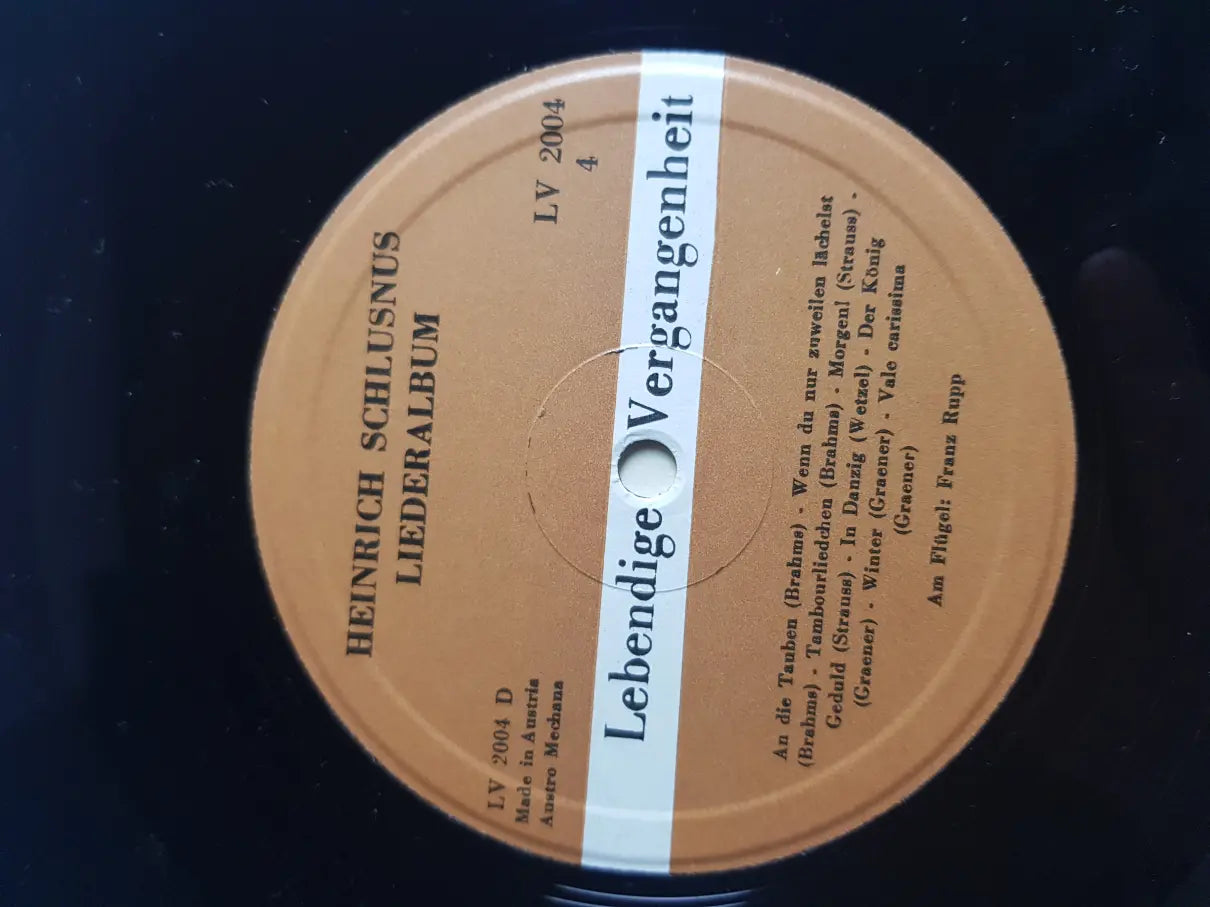 HEINRICH SCHLUSNUS
LIEDERALBUM
LV 2004 D
Made in Austria
Austro Mechana
LV 2004
4
Lebendige Vergangenheit
An die Tauben (Brahms) - Wenn du nur zuweilen lächelst
(Brahms) - Tambourliedchen (Brahms) - Morgen! (Strauss) -
Geduld (Strauss) - In Danzig (Wetzel) - Der König
(Graener) - Winter (Graener) - Vale carissima
(Graener)
Am Flügel: Franz Rupp